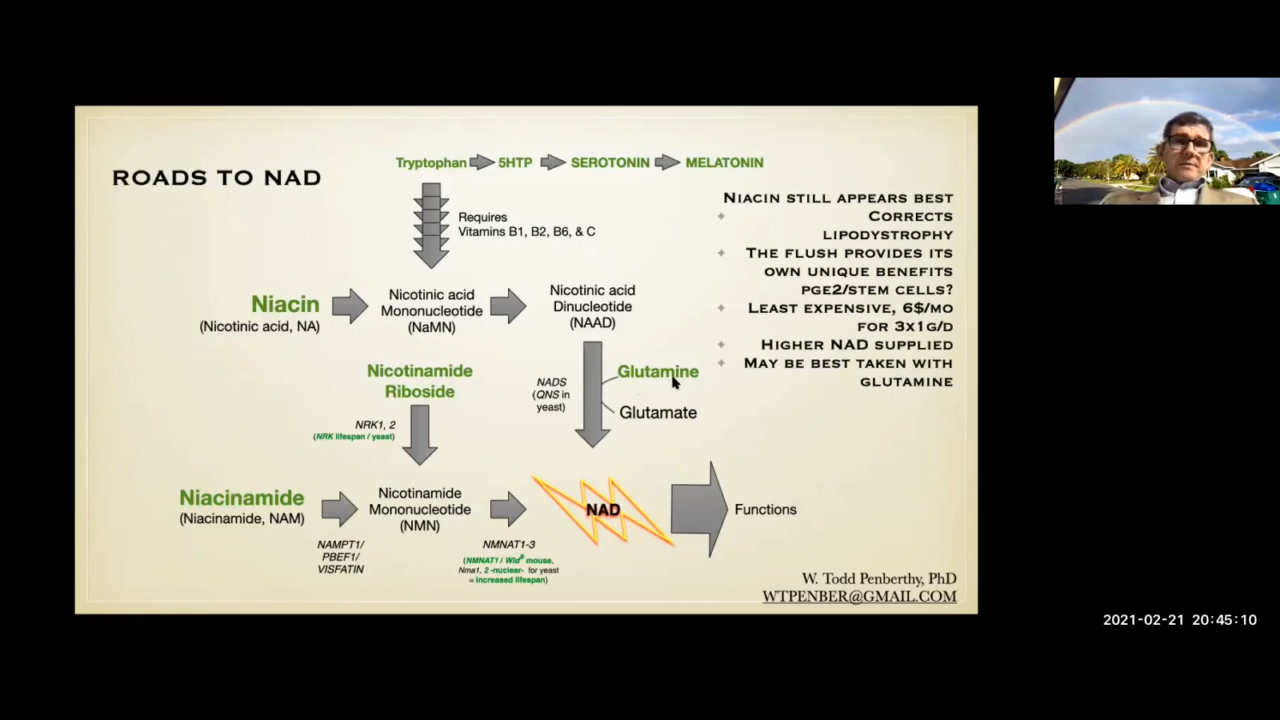 ROADS TO NAD
Tryptophan 5HTP SEROTONIN MELATONIN
Requires
Vitamins B1, B2, B6, & C
Niacin
(Nicotinic acid, NA)
Nicotinic acid
Mononucleotide
(NaMN)
Nicotinic acid
Dinucleotide
(NAAD)
Nicotinamide
Riboside
NRK1, 2
(NRK lifespan / yeast)
NADS
(QNS in
yeast)
Glutamine
Glutamate
Niacinamide
(Niacinamide, NAM)
NAMPT1/
PBEF1/
VISFATIN
Nicotinamide
Mononucleotide
(NMN)
NMNAT1-3
(NMNAT1 / Wldˢ mouse,
Nma1, 2 -nuclear- for yeast
= increased lifespan)
NAD
Functions
NIACIN STILL APPEARS BEST
CORRECTS
LIPODYSTROPHY
THE FLUSH PROVIDES ITS
OWN UNIQUE BENEFITS
PGE2/STEM CELLS?
LEAST EXPENSIVE, 6$/MO
FOR 3X1G/D
HIGHER NAD SUPPLIED
MAY BE BEST TAKEN WITH
GLUTAMINE
W. Todd Penberthy, PhD
WTPENBER@GMAIL.COM
2021-02-21 20:45:10